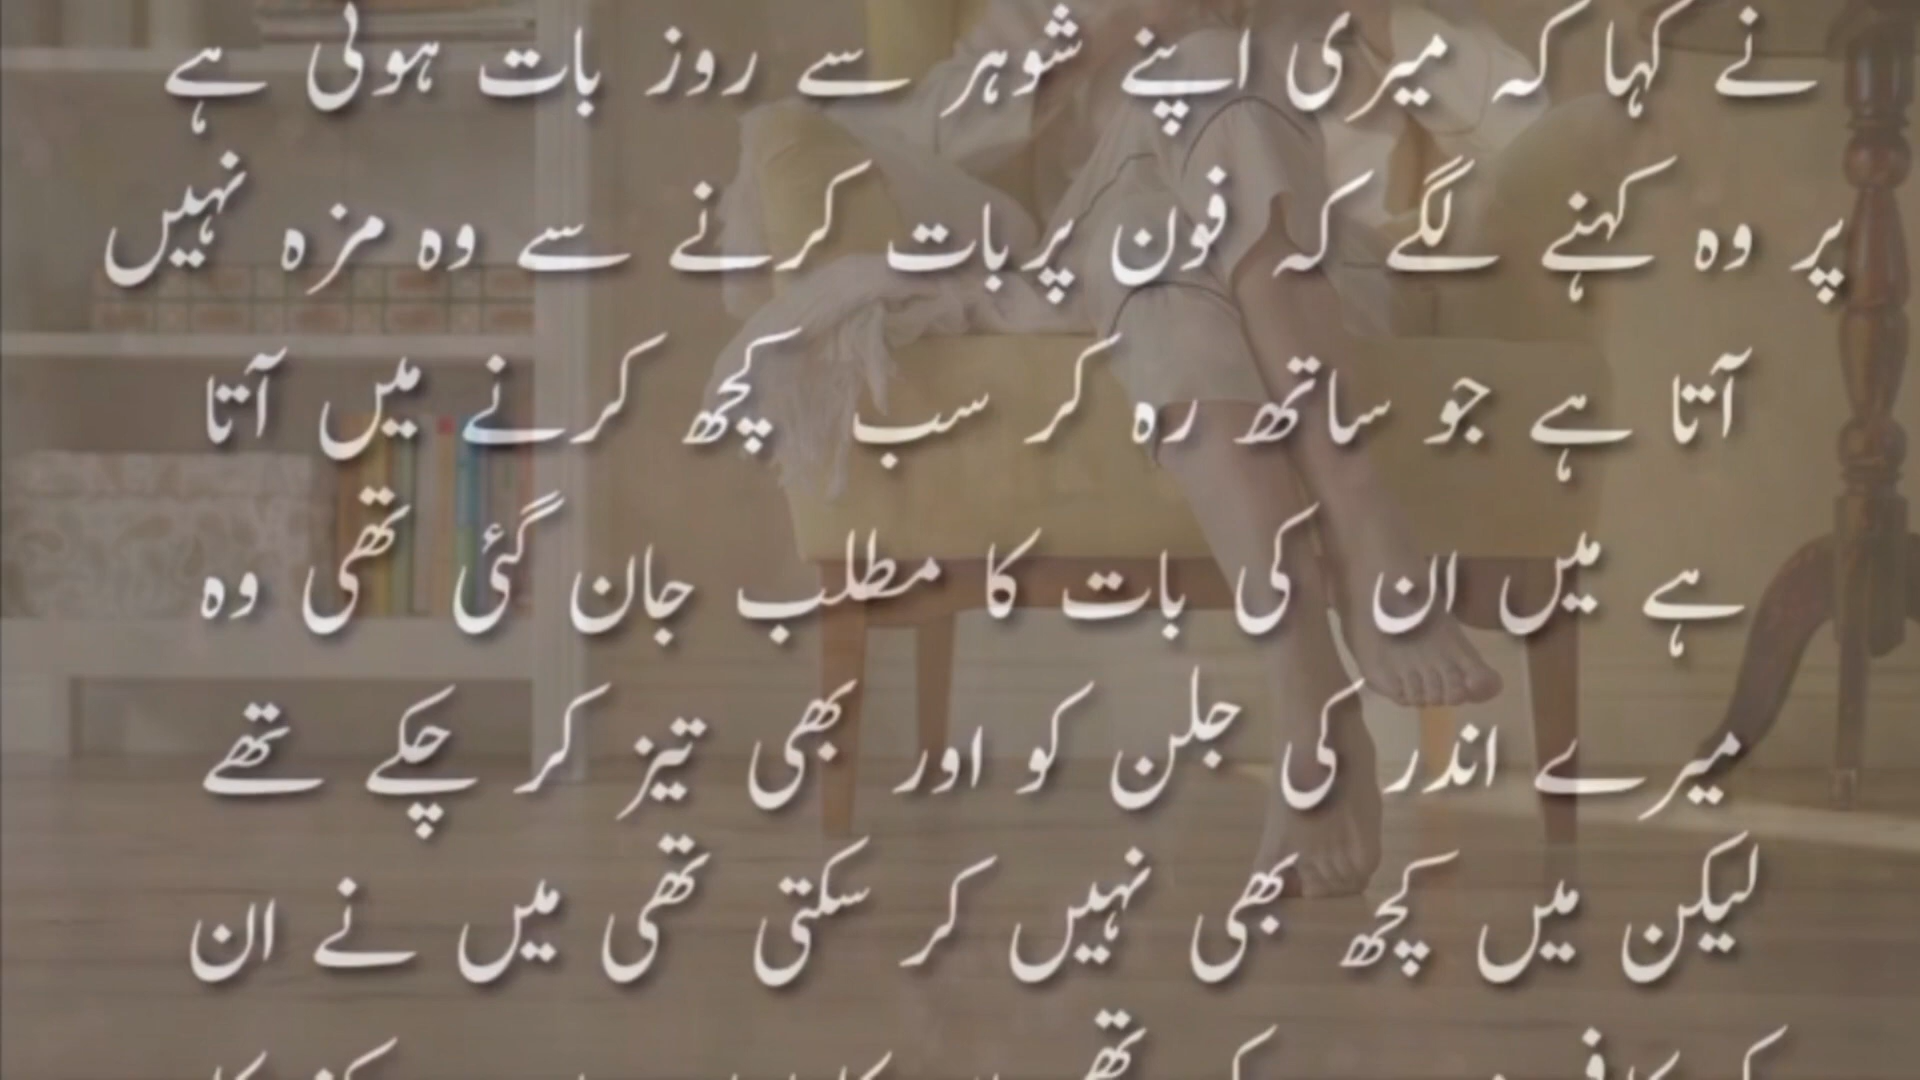 نے کہا کہ میری اپنے شوہر سے روز بات ہوتی ہے
پر وہ کہنے لگے کہ فون پر بات کرنے سے وہ مزہ نہیں
آتا ہے جو ساتھ رہ کر سب کچھ کرنے میں آتا
ہے میں ان کی بات کا مطلب جان گئی تھی وہ
میرے اندر کی جلن کو اور بھی تیز کر چکے تھے
لیکن میں کچھ بھی نہیں کر سکتی تھی میں نے ان